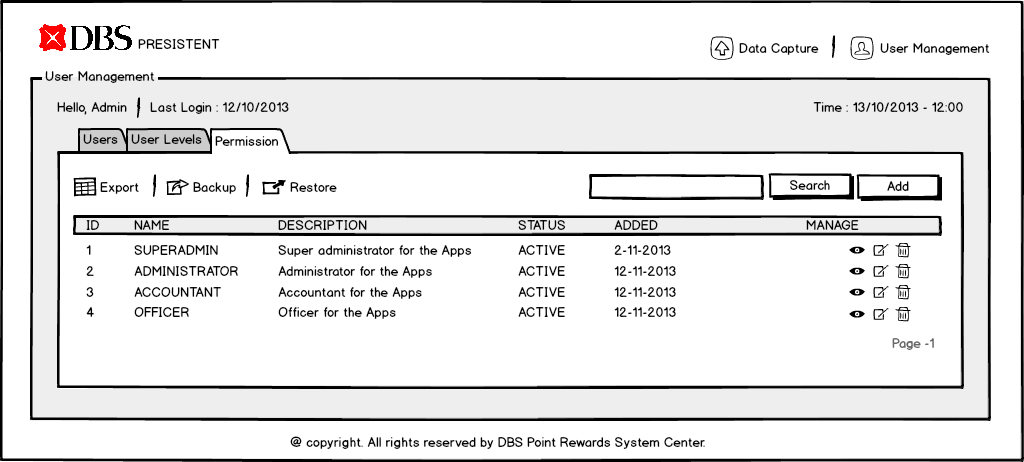 DBS PRESISTENT
Data Capture
User Management
User Management
Hello, Admin
Last Login : 12/10/2013
Time : 13/10/2013 - 12:00
Users
User Levels
Permission
Export
Backup
Restore
Search
Add
ID NAME DESCRIPTION STATUS ADDED MANAGE
1 SUPERADMIN Super administrator for the Apps ACTIVE 2-11-2013
2 ADMINISTRATOR Administrator for the Apps ACTIVE 12-11-2013
3 ACCOUNTANT Accountant for the Apps ACTIVE 12-11-2013
4 OFFICER Officer for the Apps ACTIVE 12-11-2013
Page -1
@ copyright. All rights reserved by DBS Point Rewards System Center.